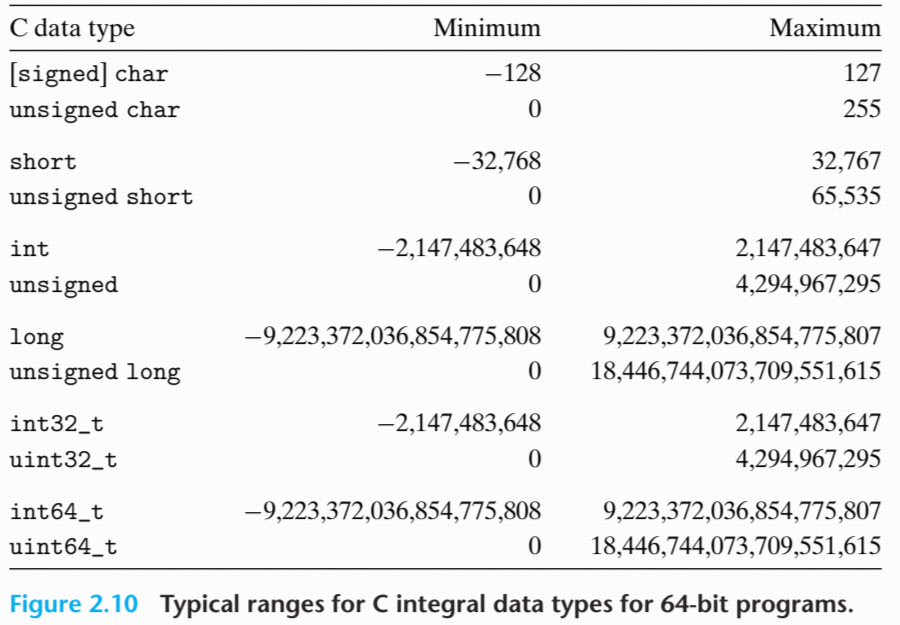 C data type Minimum Maximum
[signed] char −128 127
unsigned char 0 255
short −32,768 32,767
unsigned short 0 65,535
int −2,147,483,648 2,147,483,647
unsigned 0 4,294,967,295
long −9,223,372,036,854,775,808 9,223,372,036,854,775,807
unsigned long 0 18,446,744,073,709,551,615
int32_t −2,147,483,648 2,147,483,647
uint32_t 0 4,294,967,295
int64_t −9,223,372,036,854,775,808 9,223,372,036,854,775,807
uint64_t 0 18,446,744,073,709,551,615
Figure 2.10 Typical ranges for C integral data types for 64-bit programs.